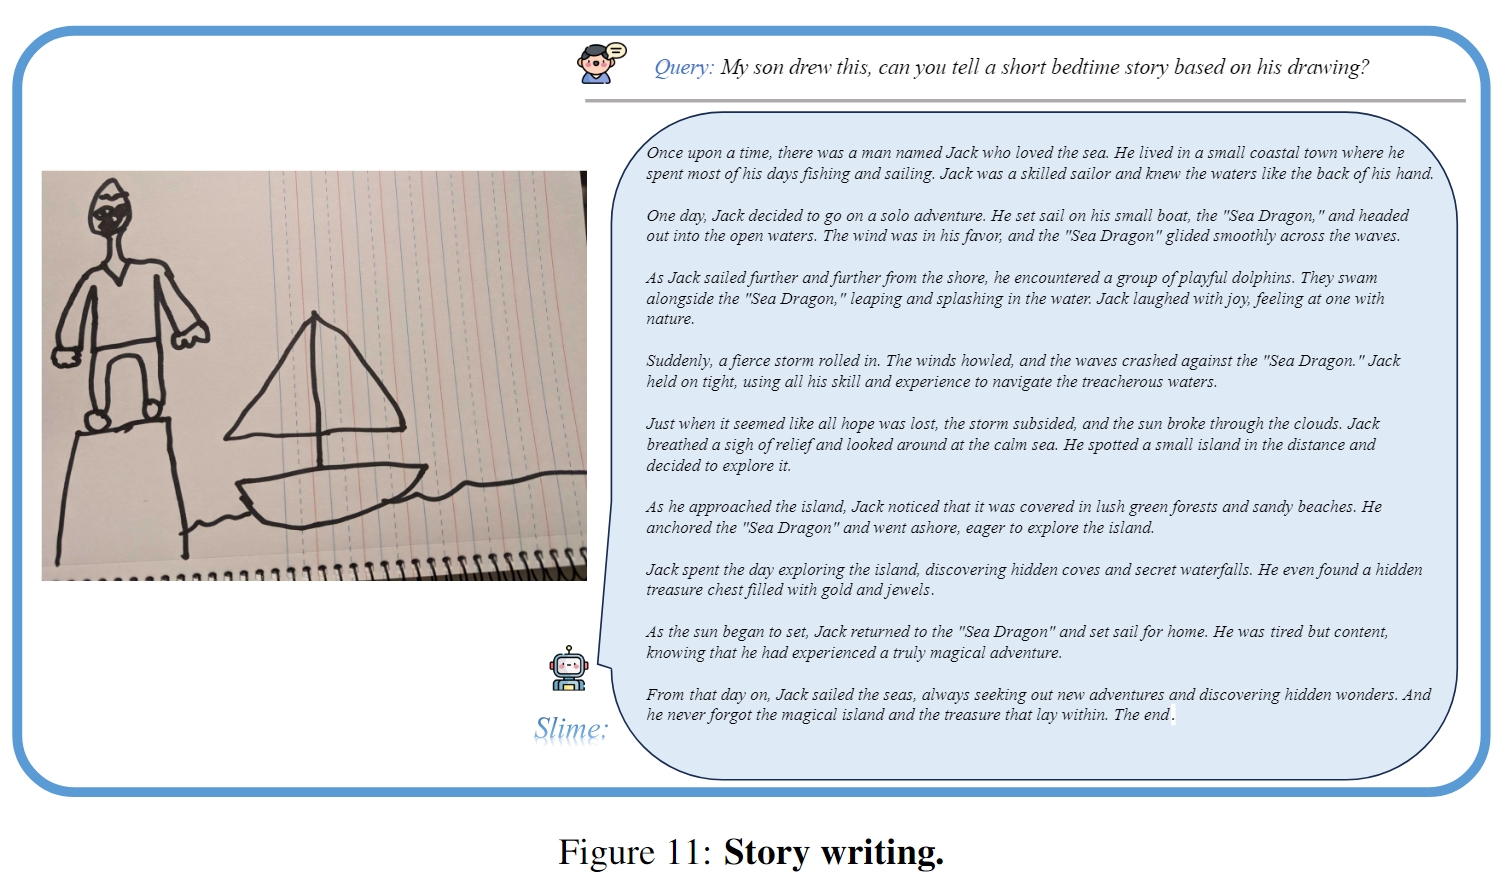 Query: My son drew this, can you tell a short bedtime story based on his drawing?
Once upon a time, there was a man named Jack who loved the sea. He lived in a small coastal town where he
spent most of his days fishing and sailing. Jack was a skilled sailor and knew the waters like the back of his hand.
One day, Jack decided to go on a solo adventure. He set sail on his small boat, the "Sea Dragon," and headed
out into the open waters. The wind was in his favor, and the "Sea Dragon" glided smoothly across the waves.
As Jack sailed further and further from the shore, he encountered a group of playful dolphins. They swam
alongside the "Sea Dragon," leaping and splashing in the water. Jack laughed with joy, feeling at one with
nature.
Suddenly, a fierce storm rolled in. The winds howled, and the waves crashed against the "Sea Dragon." Jack
held on tight, using all his skill and experience to navigate the treacherous waters.
Just when it seemed like all hope was lost, the storm subsided, and the sun broke through the clouds. Jack
breathed a sigh of relief and looked around at the calm sea. He spotted a small island in the distance and
decided to explore it.
As he approached the island, Jack noticed that it was covered in lush green forests and sandy beaches. He
anchored the "Sea Dragon" and went ashore, eager to explore the island.
Jack spent the day exploring the island, discovering hidden coves and secret waterfalls. He even found a hidden
treasure chest filled with gold and jewels.
As the sun began to set, Jack returned to the "Sea Dragon" and set sail for home. He was tired but content,
knowing that he had experienced a truly magical adventure.
From that day on, Jack sailed the seas, always seeking out new adventures and discovering hidden wonders. And
he never forgot the magical island and the treasure that lay within. The end.
Slime:
Figure 11: Story writing.